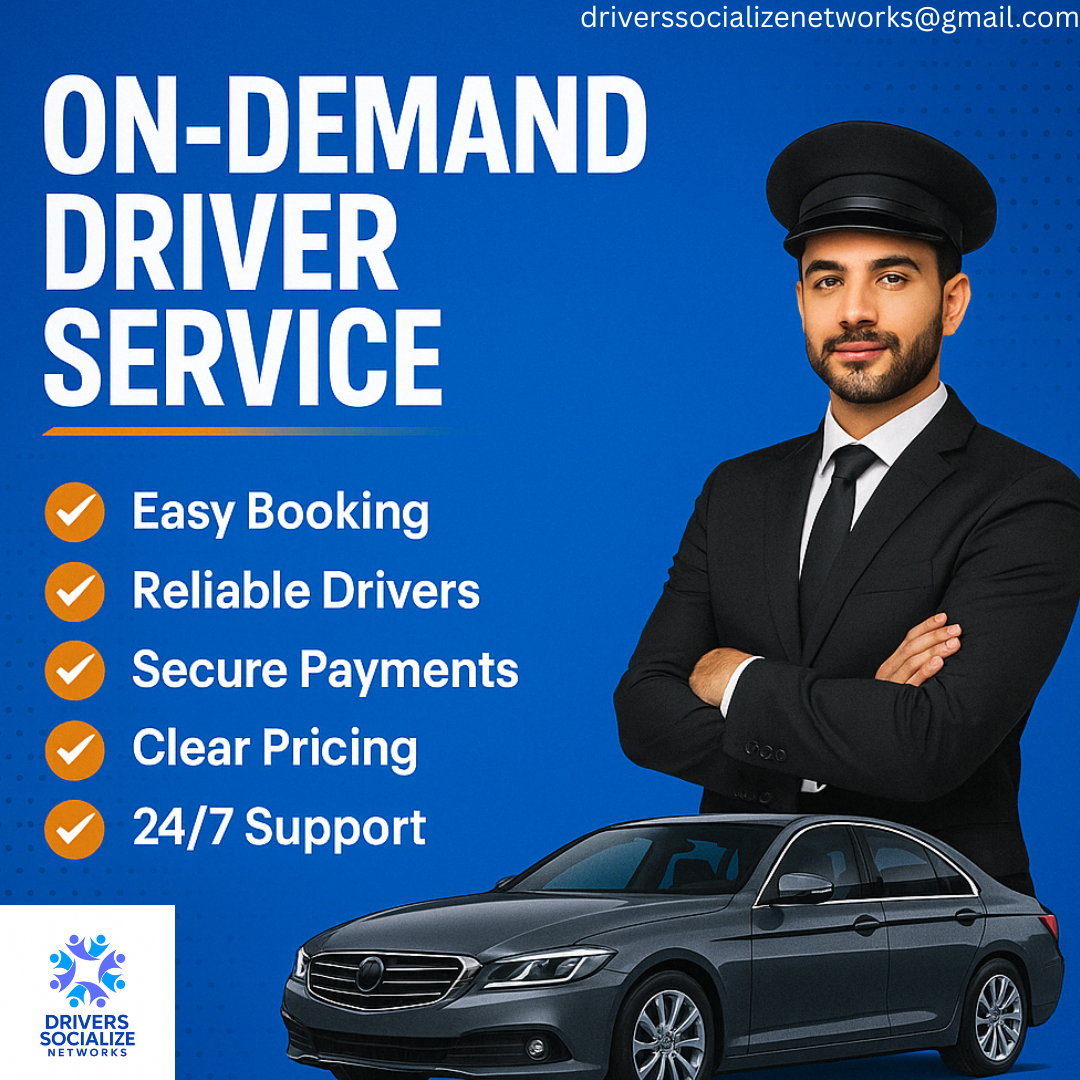 driverssocializenetworks@gmail.com
ON-DEMAND
DRIVER
SERVICE
Easy Booking
Reliable Drivers
Secure Payments
Clear Pricing
24/7 Support
DRIVERS
SOCIALIZE
NETWORKS